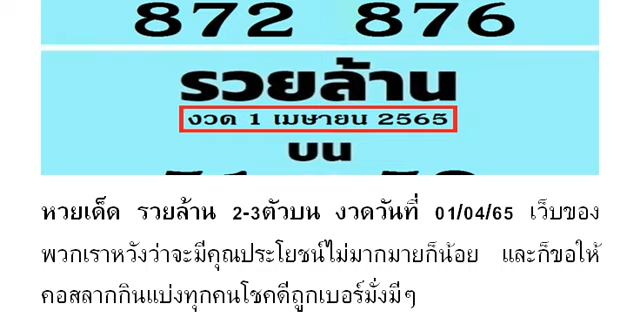 872 876
รวยล้าน
งวด 1 เมษายน 2565
บน
หวยเด็ด รวยล้าน 2-3ตัวบน งวดวันที่ 01/04/65 เว็บของ
พวกเราหวังว่าจะมีคุณประโยชน์ไม่มากมายก็น้อย และก็ขอให้
คอสลากกินแบ่งทุกคนโชคดีถูกเบอร์มั่งมีๆ